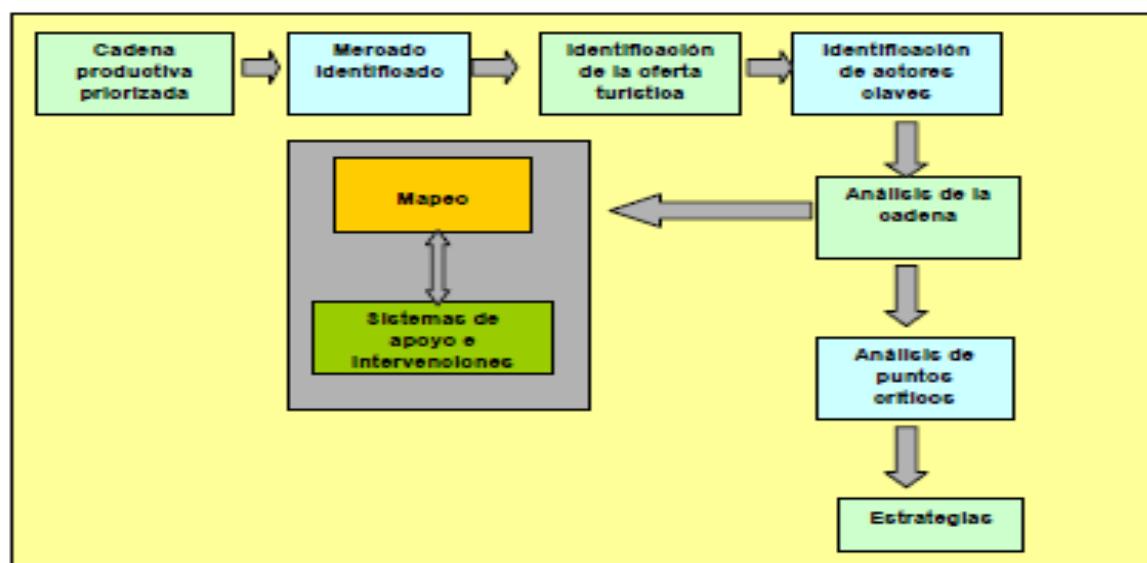 Cadena
productiva
priorizada
Mercado
identificado
Identificación
de la oferta
turística
Identificación
de actores
claves
Mapeo
Análisis de la
cadena
Sistemas de
apoyo e
intervenciones
Análisis de
puntos
críticos
Estrategias